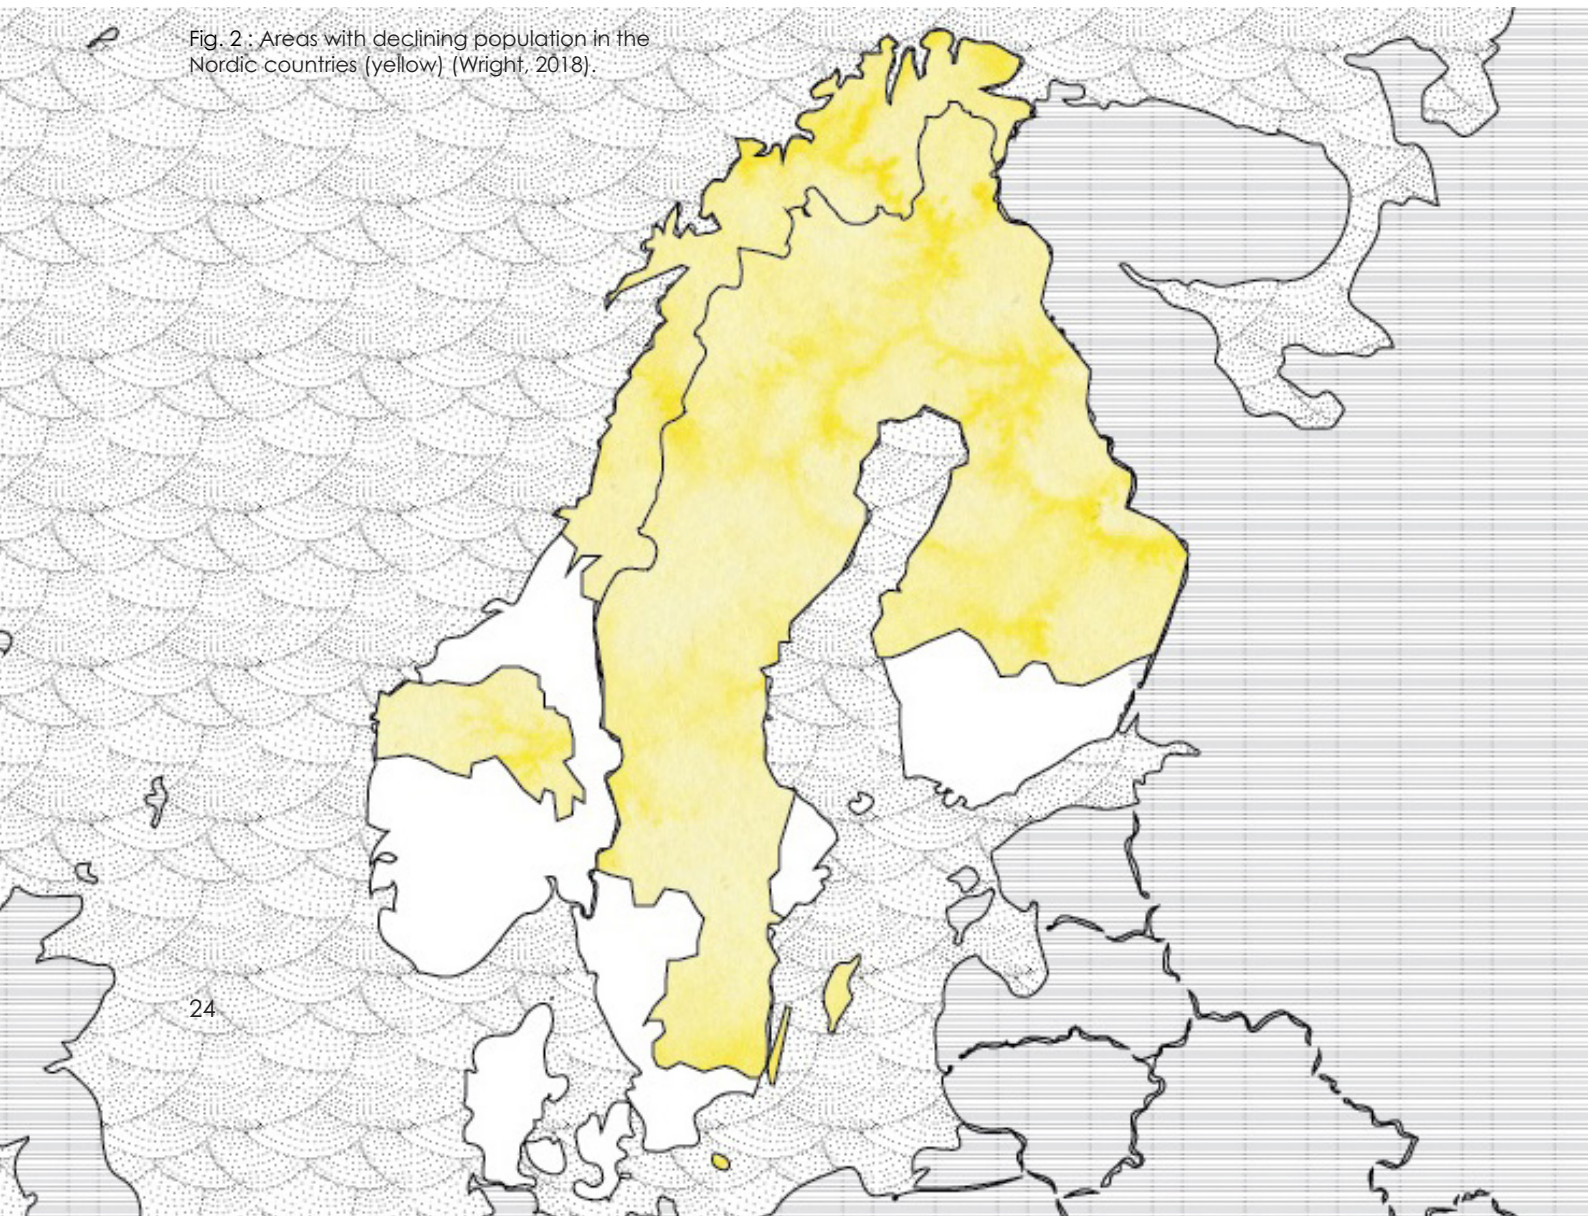 Fig. 2 : Areas with declining population in the
Nordic countries (yellow) (Wright, 2018).
24